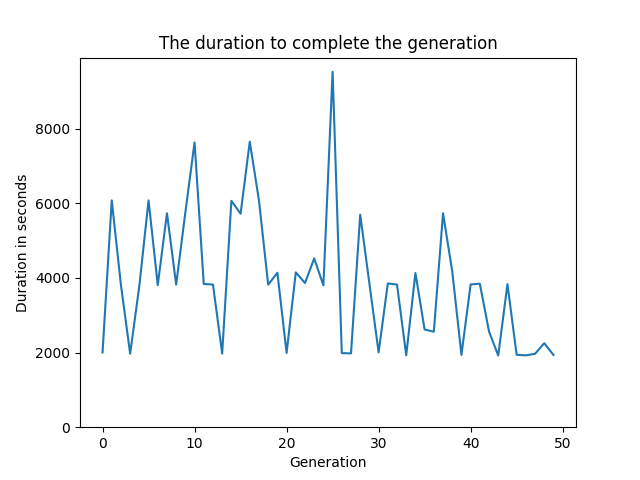 The duration to complete the generation
Duration in seconds
8000
6000
4000
2000
0
0 10 20 30 40 50
Generation